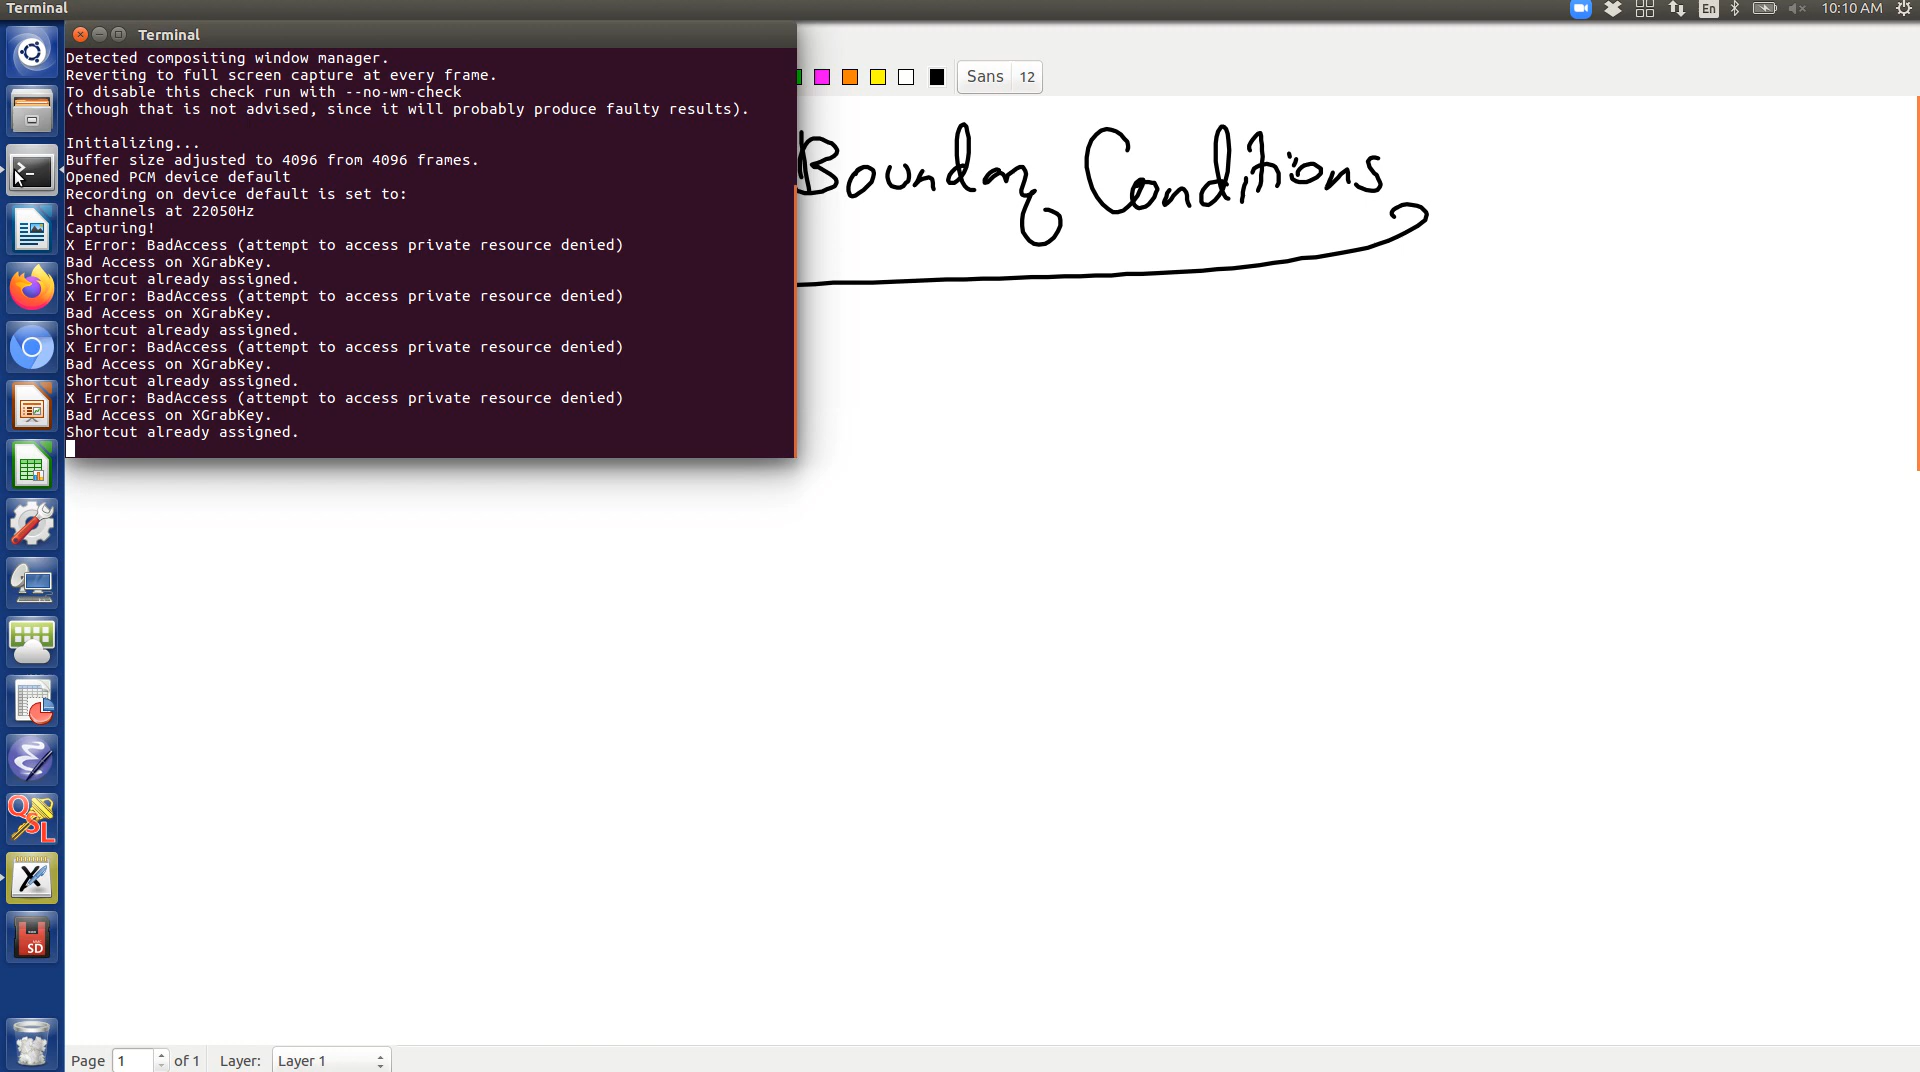 Terminal
En
10:10 AM
Terminal
Detected compositing window manager.
Reverting to full screen capture at every frame.
To disable this check run with --no-wm-check
(though that is not advised, since it will probably produce faulty results).
Initializing...
Buffer size adjusted to 4096 from 4096 frames.
Opened PCM device default
Recording on device default is set to:
1 channels at 22050Hz
Capturing!
X Error: BadAccess (attempt to access private resource denied)
Bad Access on XGrabKey.
Shortcut already assigned.
X Error: BadAccess (attempt to access private resource denied)
Bad Access on XGrabKey.
Shortcut already assigned.
X Error: BadAccess (attempt to access private resource denied)
Bad Access on XGrabKey.
Shortcut already assigned.
X Error: BadAccess (attempt to access private resource denied)
Bad Access on XGrabKey.
Shortcut already assigned.
Sans 12
Boundary Conditions
QSL
SD
Page 1 of 1 Layer: Layer 1